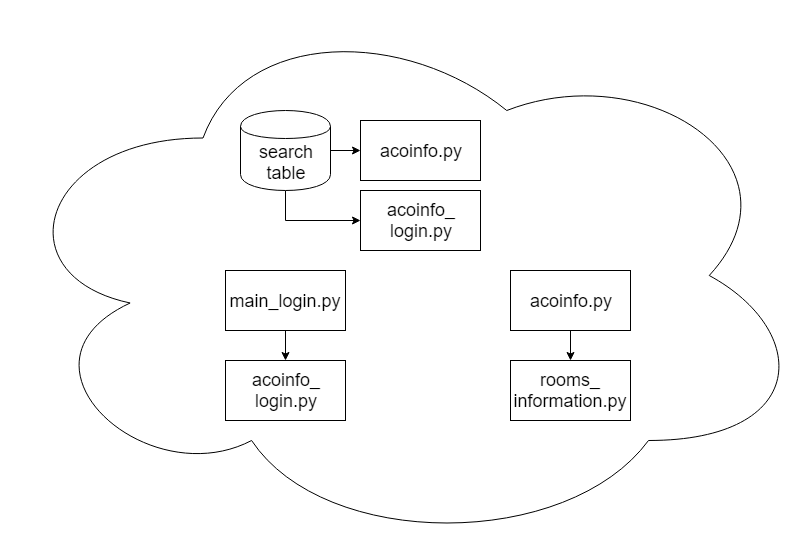 search
table
acoinfo.py
acoinfo_
login.py
main_login.py
acoinfo.py
acoinfo_
login.py
rooms_
information.py